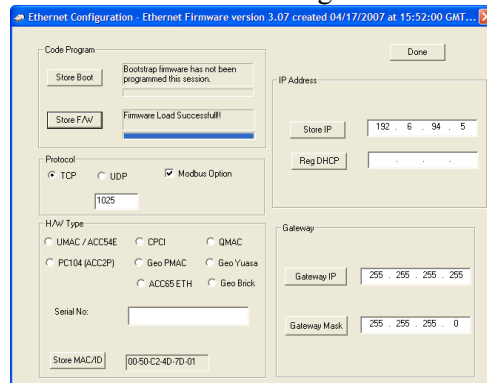 Ethernet Configuration - Ethernet Firmware version 3.07 created 04/17/2007 at 15:52:00 GMT...
Code Program
Store Boot
Bootstrap firmware has not been
programmed this session.
Store F/W
Firmware Load Successful!!!
Done
IP Address
Store IP
192 . 6 . 94 . 5
Reg DHCP
. . .
Protocol
TCP
UDP
Modbus Option
1025
H/W Type
UMAC / ACC54E
CPCI
QMAC
PC104 (ACC2P)
Geo PMAC
Geo Yuasa
ACC65 ETH
Geo Brick
Serial No:
Store MAC/ID
00-50-C2-4D-7D-01
Gateway
Gateway IP
255 . 255 . 255 . 255
Gateway Mask
255 . 255 . 255 . 0